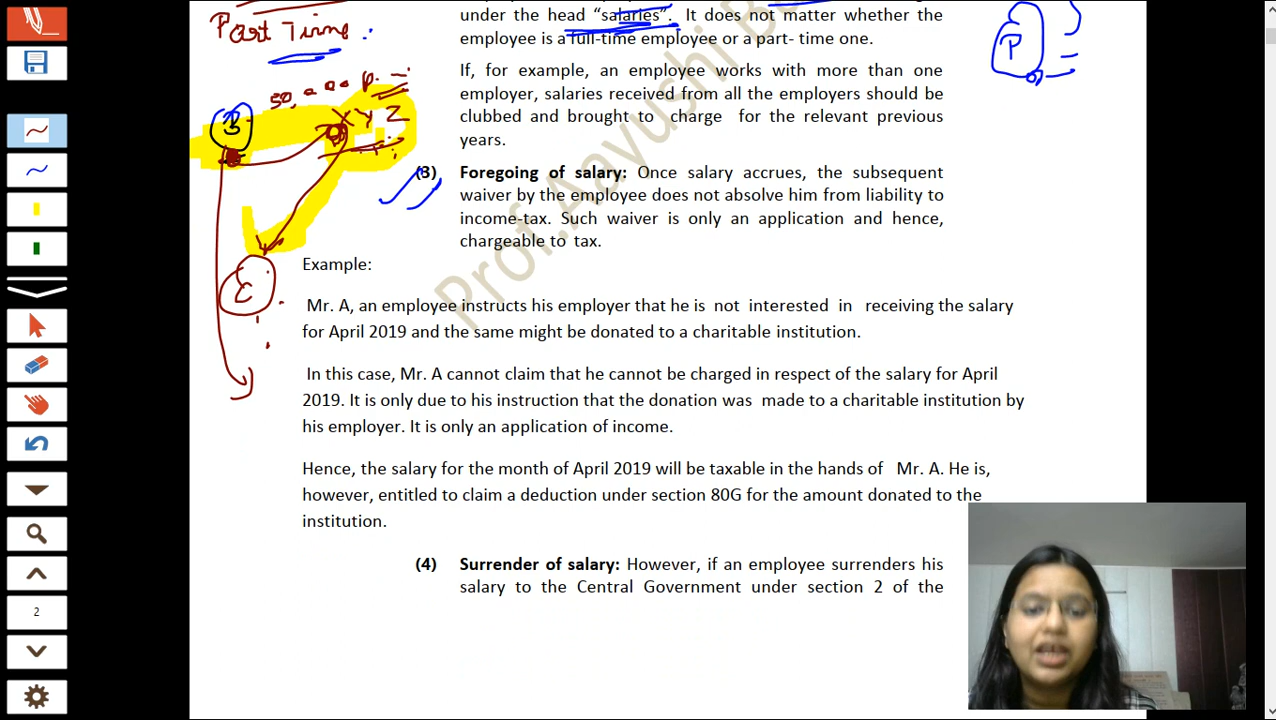 Part Time
under the head “salaries”. It does not matter whether the
employee is a full-time employee or a part- time one.
P
If, for example, an employee works with more than one
employer, salaries received from all the employers should be
clubbed and brought to charge for the relevant previous
years.
B
XYZ
(3) Foregoing of salary: Once salary accrues, the subsequent
waiver by the employee does not absolve him from liability to
income-tax. Such waiver is only an application and hence,
chargeable to tax.
Prof.Aavushi B
Example:
C
Mr. A, an employee instructs his employer that he is not interested in receiving the salary
for April 2019 and the same might be donated to a charitable institution.
In this case, Mr. A cannot claim that he cannot be charged in respect of the salary for April
2019. It is only due to his instruction that the donation was made to a charitable institution by
his employer. It is only an application of income.
Hence, the salary for the month of April 2019 will be taxable in the hands of Mr. A. He is,
however, entitled to claim a deduction under section 80G for the amount donated to the
institution.
(4) Surrender of salary: However, if an employee surrenders his
salary to the Central Government under section 2 of the
2